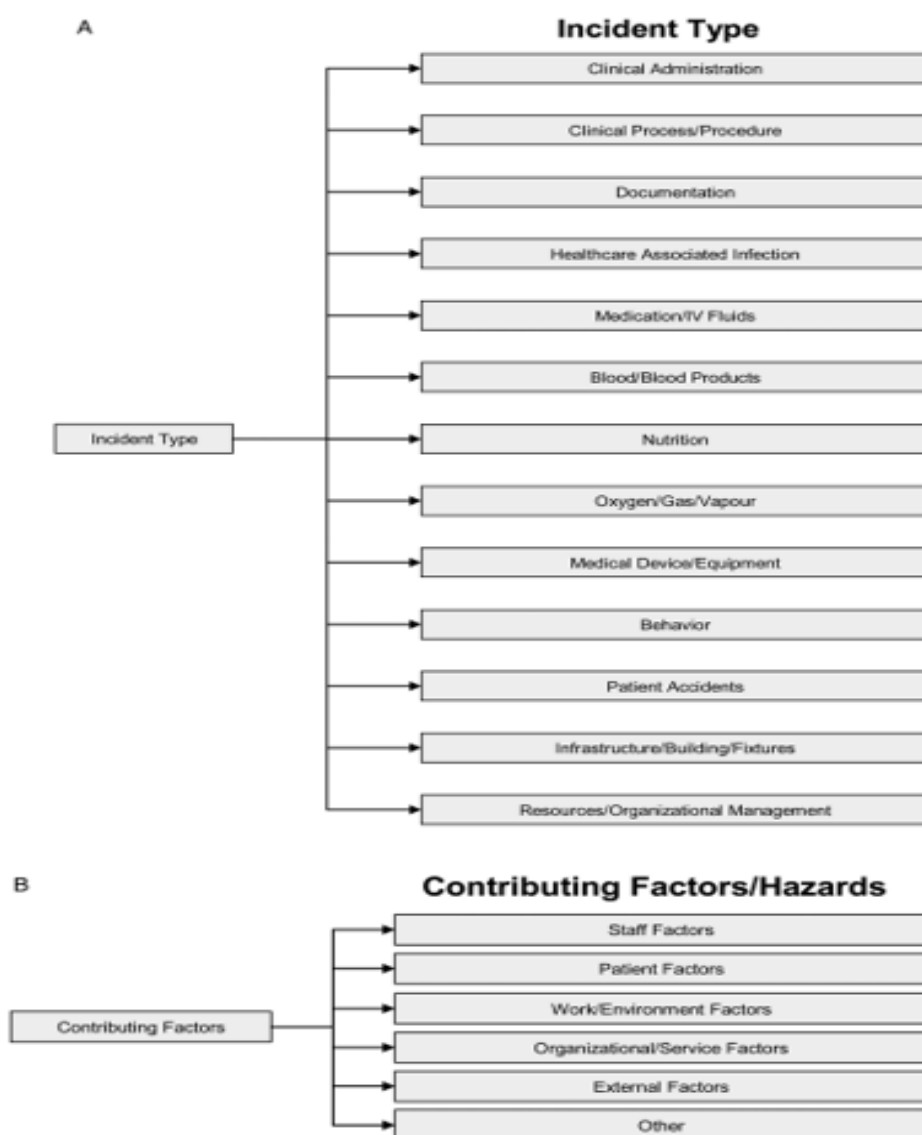 A
Incident Type
Clinical Administration
Clinical Process/Procedure
Documentation
Healthcare Associated Infection
Medication/IV Fluids
Blood/Blood Products
Incident Type
Nutrition
Oxygen/Gas/Vapour
Medical Device/Equipment
Behavior
Patient Accidents
Infrastructure/Building/Fixtures
Resources/Organizational Management
B
Contributing Factors/Hazards
Staff Factors
Patient Factors
Work/Environment Factors
Contributing Factors
Organizational/Service Factors
External Factors
Other